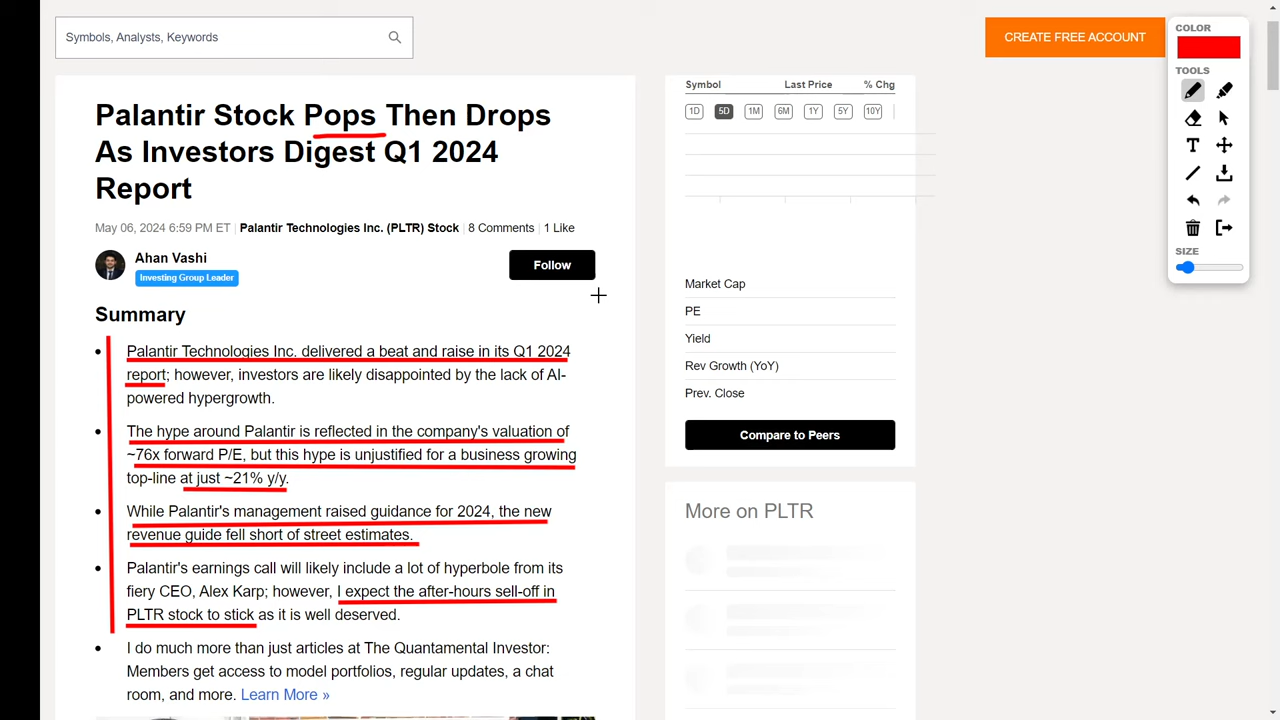 Symbols, Analysts, Keywords
CREATE FREE ACCOUNT
Palantir Stock Pops Then Drops
As Investors Digest Q1 2024
Report
May 06, 2024 6:59 PM ET | Palantir Technologies Inc. (PLTR) Stock | 8 Comments | 1 Like
Ahan Vashi
Investing Group Leader
Follow
Summary
• Palantir Technologies Inc. delivered a beat and raise in its Q1 2024
report; however, investors are likely disappointed by the lack of AI-
powered hypergrowth.
• The hype around Palantir is reflected in the company's valuation of
~76x forward P/E, but this hype is unjustified for a business growing
top-line at just ~21% y/y.
• While Palantir's management raised guidance for 2024, the new
revenue guide fell short of street estimates.
• Palantir's earnings call will likely include a lot of hyperbole from its
fiery CEO, Alex Karp; however, I expect the after-hours sell-off in
PLTR stock to stick as it is well deserved.
• I do much more than just articles at The Quantamental Investor:
Members get access to model portfolios, regular updates, a chat
room, and more. Learn More »
Symbol Last Price % Chg
1D 5D 1M 6M 1Y 5Y 10Y
Market Cap
PE
Yield
Rev Growth (YoY)
Prev. Close
Compare to Peers
More on PLTR
COLOR
TOOLS
T
SIZE